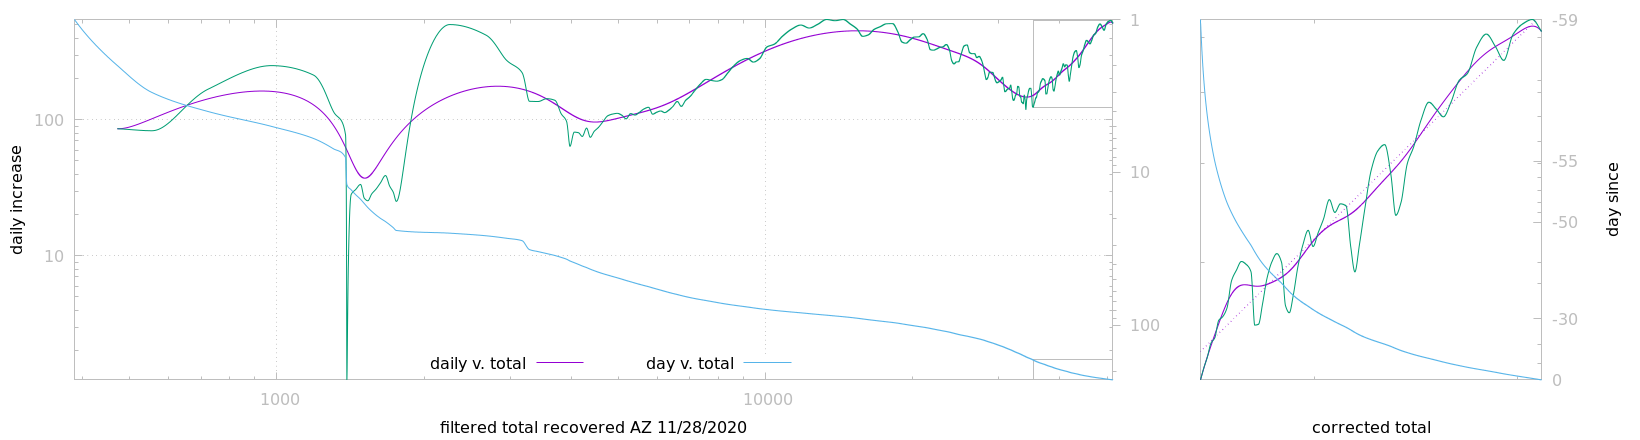 daily increase
100
10
1000
10000
1
10
100
daily v. total
day v. total
filtered total recovered AZ 11/28/2020
-59
-55
-50
-30
0
day since
corrected total